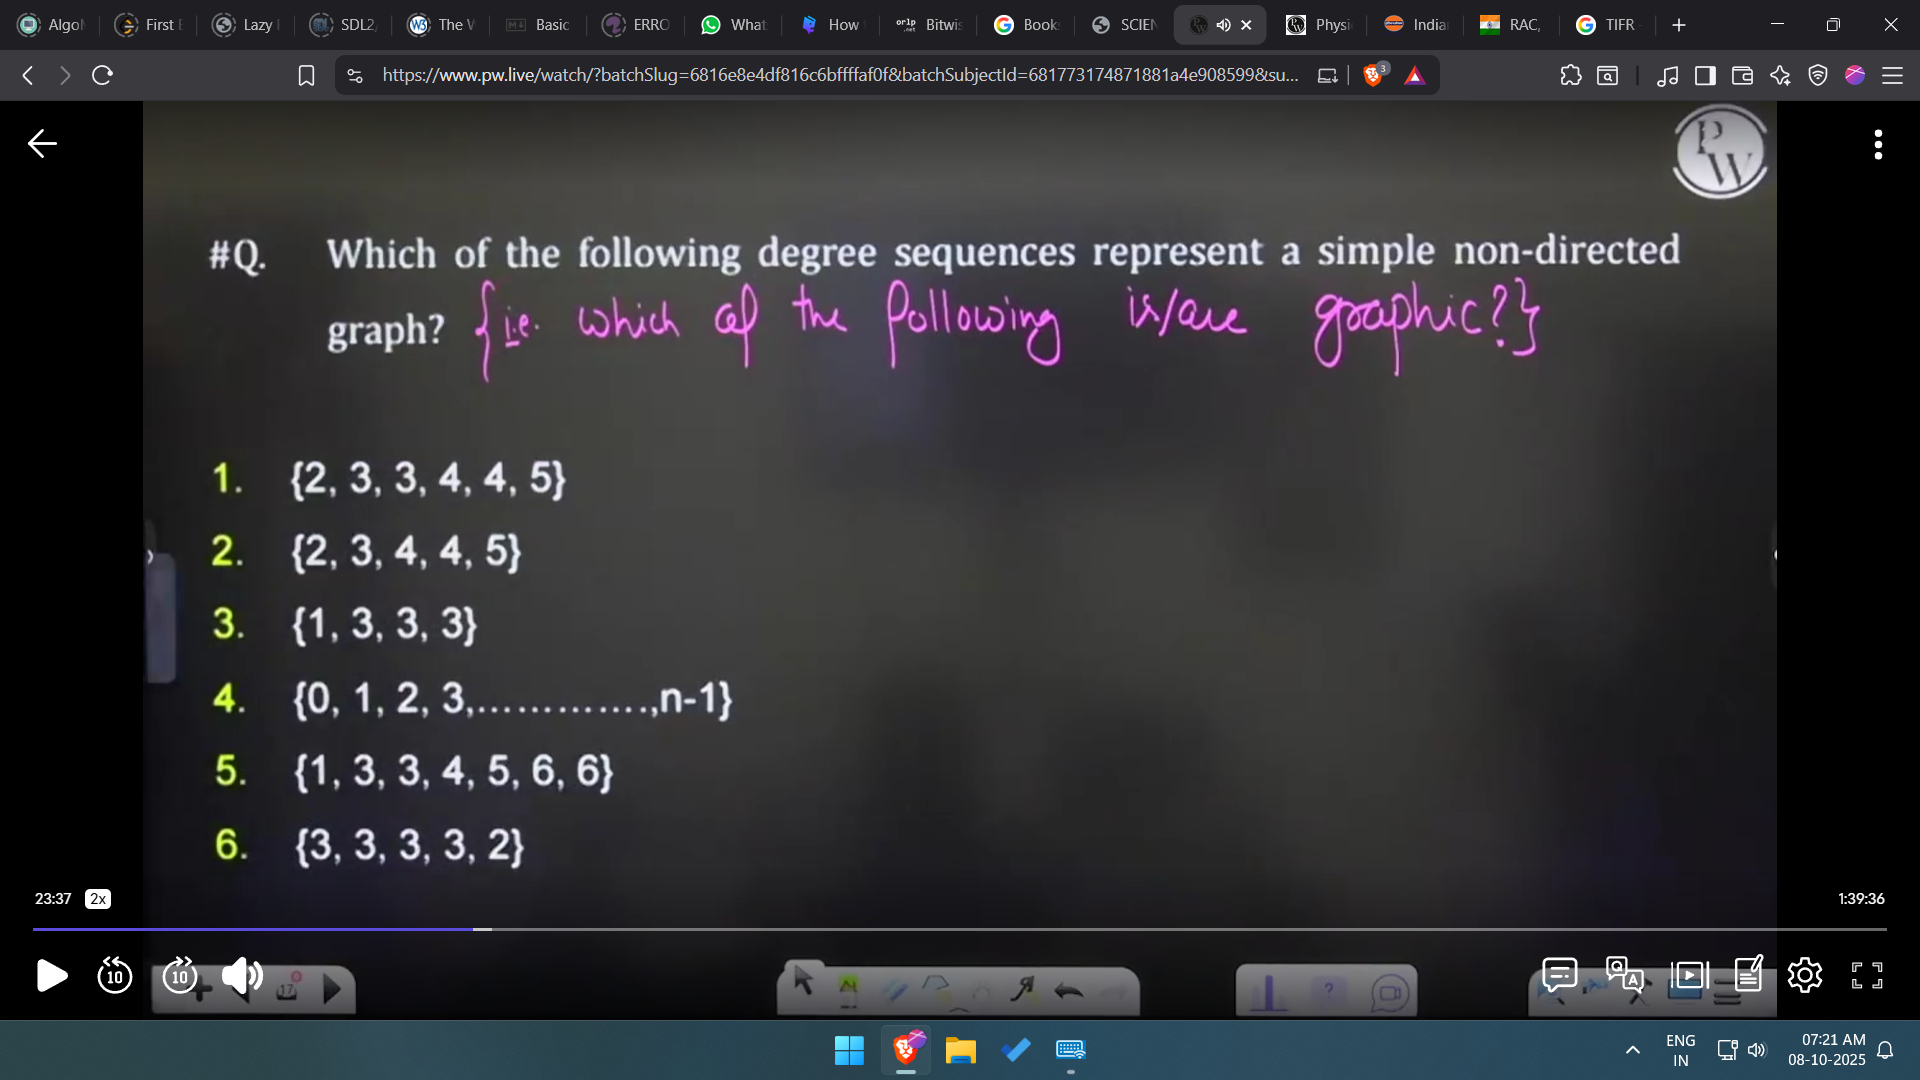 Algo
First E
Lazy
SDL2,
The V
Basic
ERRO
What
How
Bitwis
Book
SCIEN
Physi
India
RAC,
TIFR
https://www.pw.live/watch/?batchSlug=6816e8e4df816c6bffffaf0f&batchSubjectId=681773174871881a4e908599&su...
3
PW
#Q. Which of the following degree sequences represent a simple non-directed
graph? {i.e. which of the following is/are graphic?}
1. {2, 3, 3, 4, 4, 5}
2. {2, 3, 4, 4, 5}
3. {1, 3, 3, 3}
4. {0, 1, 2, 3,.............,n-1}
5. {1, 3, 3, 4, 5, 6, 6}
6. {3, 3, 3, 3, 2}
23:37 2x 1:39:36
10 10
17
ENG
IN
07:21 AM
08-10-2025